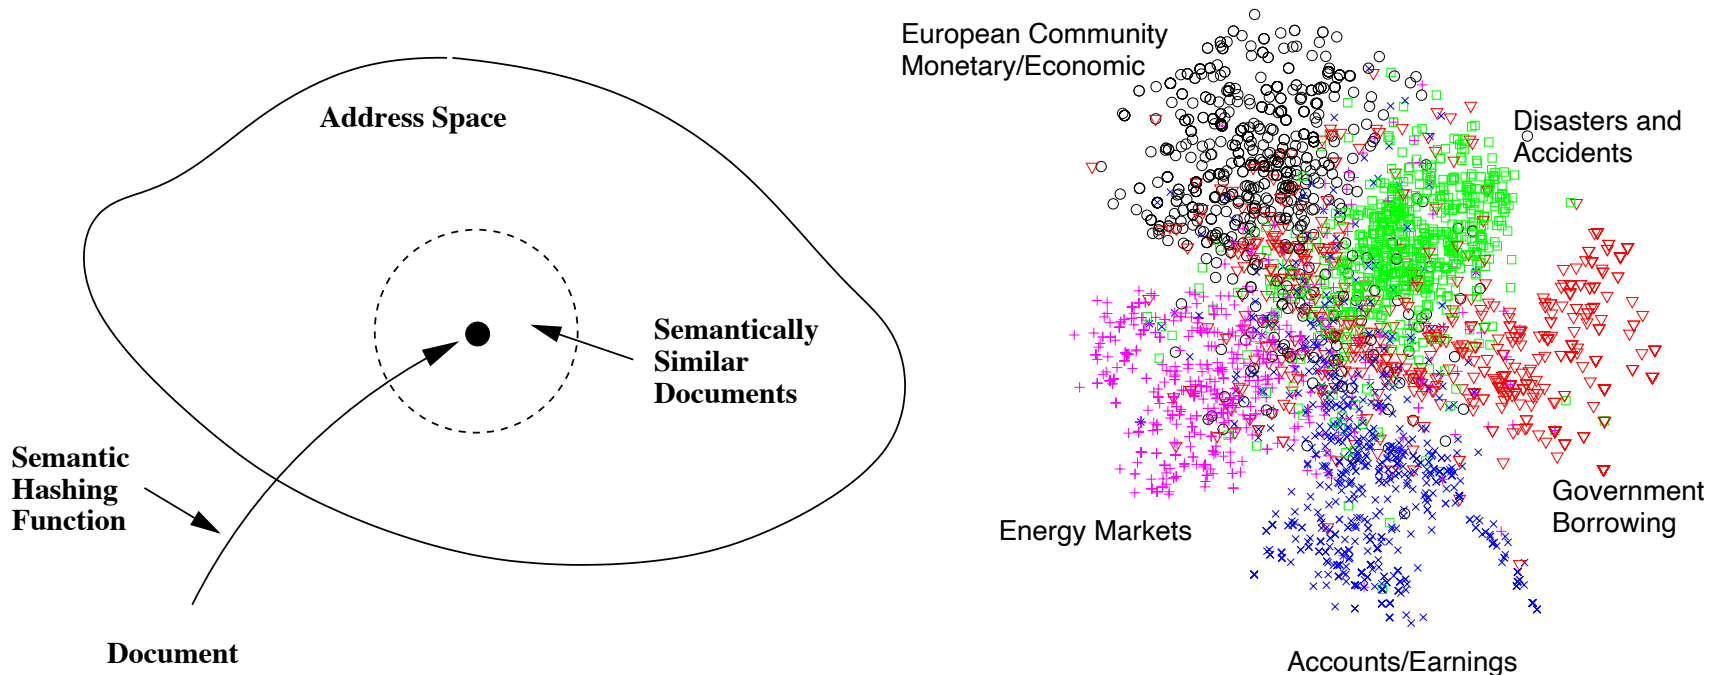 Address Space
Semantically
Similar
Documents
Semantic
Hashing
Function
Document
European Community
Monetary/Economic
Disasters and
Accidents
Energy Markets
Government
Borrowing
Accounts/Earnings